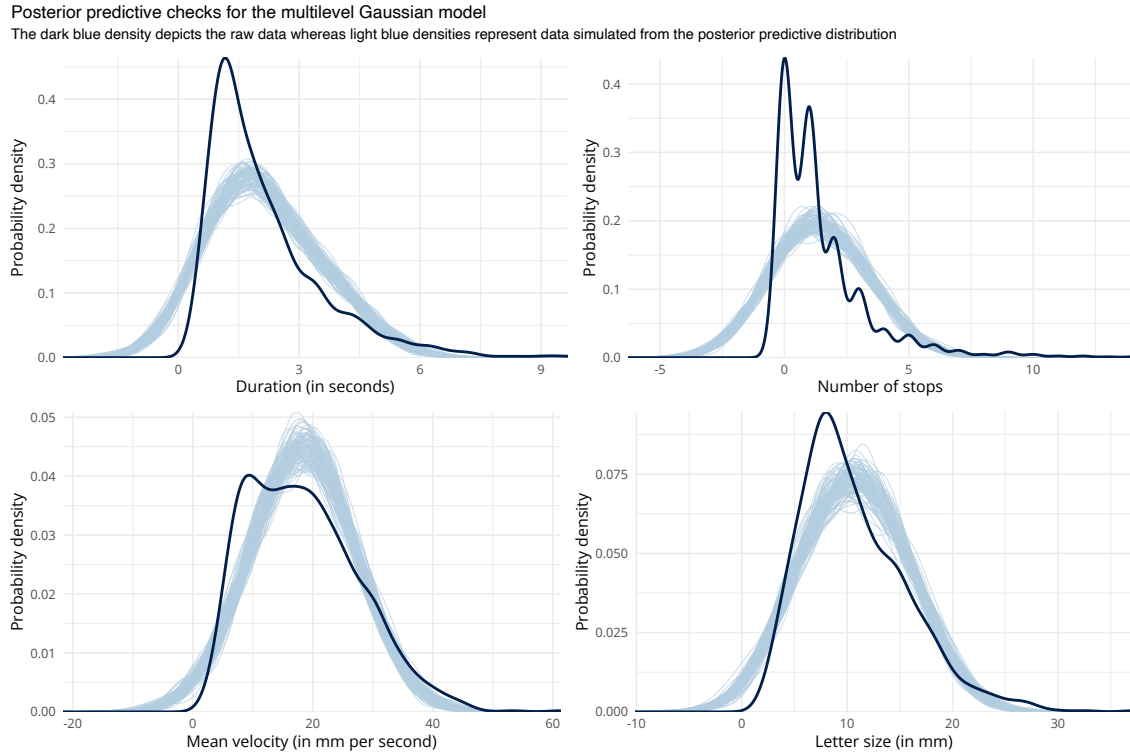 Posterior predictive checks for the multilevel Gaussian model
The dark blue density depicts the raw data whereas light blue densities represent data simulated from the posterior predictive distribution
Probability density
0.4
0.3
0.2
0.1
0.0
0 3 6 9
Duration (in seconds)
Probability density
0.4
0.3
0.2
0.1
0.0
-5 0 5 10
Number of stops
Probability density
0.05
0.04
0.03
0.02
0.01
0.00
-20 0 20 40 60
Mean velocity (in mm per second)
Probability density
0.075
0.050
0.025
0.000
-10 0 10 20 30
Letter size (in mm)